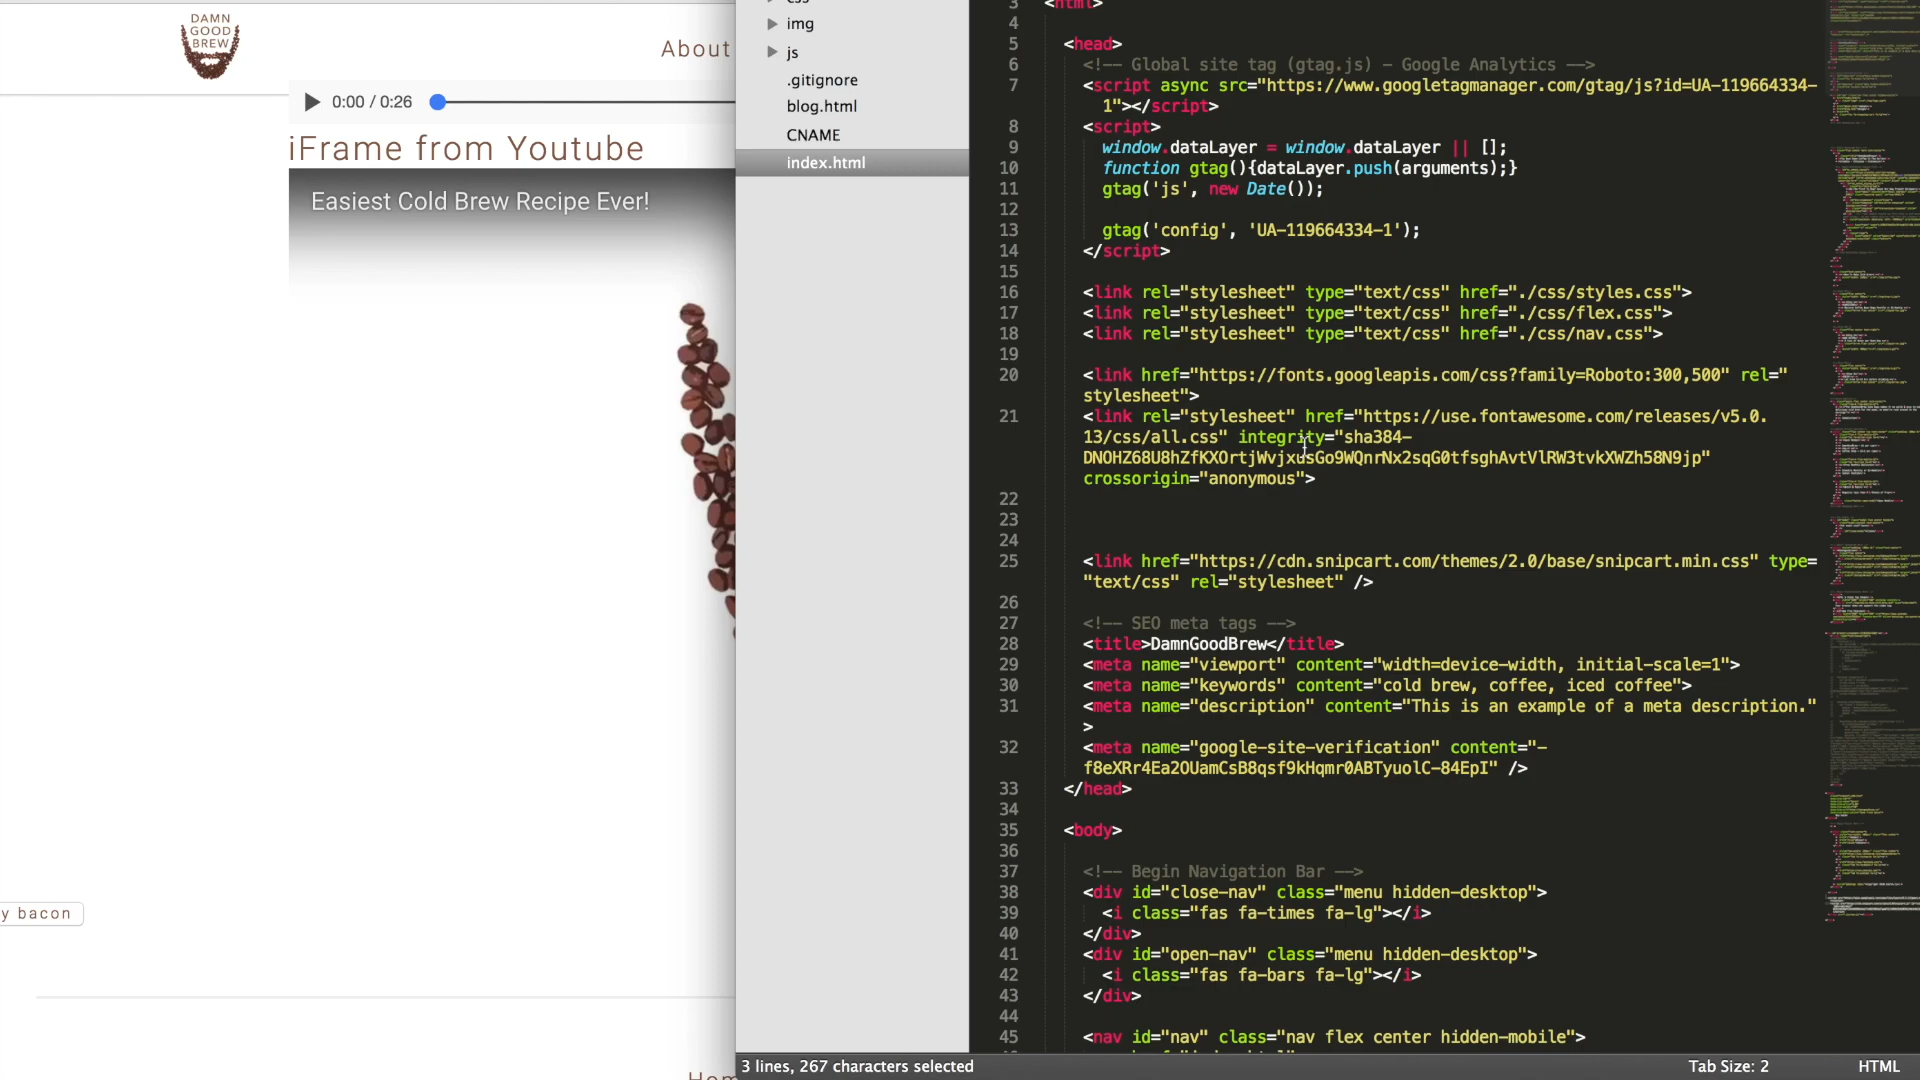 DAMN
GOOD
BREW
About
0:00 / 0:26
iFrame from Youtube
Easiest Cold Brew Recipe Ever!
y bacon
img
js
.gitignore
blog.html
CNAME
index.html
3 <html>
4
5 <head>
6 <!-- Global site tag (gtag.js) - Google Analytics -->
7 <script async src="https://www.googletagmanager.com/gtag/js?id=UA-119664334-
1"></script>
8 <script>
9 window.dataLayer = window.dataLayer || [];
10 function gtag(){dataLayer.push(arguments);}
11 gtag('js', new Date());
12
13 gtag('config', 'UA-119664334-1');
14 </script>
15
16 <link rel="stylesheet" type="text/css" href="./css/styles.css">
17 <link rel="stylesheet" type="text/css" href="./css/flex.css">
18 <link rel="stylesheet" type="text/css" href="./css/nav.css">
19
20 <link href="https://fonts.googleapis.com/css?family=Roboto:300,500" rel="
stylesheet">
21 <link rel="stylesheet" href="https://use.fontawesome.com/releases/v5.0.
13/css/all.css" integrity="sha384-
DNOHZ68U8hZfKXOrtjWvjxusGo9WQnrNx2sqG0tfsghAvtVlRW3tvkXWZh58N9jp"
crossorigin="anonymous">
22
23
24
25 <link href="https://cdn.snipcart.com/themes/2.0/base/snipcart.min.css" type=
"text/css" rel="stylesheet" />
26
27 <!-- SEO meta tags -->
28 <title>DamnGoodBrew</title>
29 <meta name="viewport" content="width=device-width, initial-scale=1">
30 <meta name="keywords" content="cold brew, coffee, iced coffee">
31 <meta name="description" content="This is an example of a meta description."
>
32 <meta name="google-site-verification" content="-
f8eXRr4Ea2OUamCsB8qsf9kHqmr0ABTyuolC-84EpI" />
33 </head>
34
35 <body>
36
37 <!-- Begin Navigation Bar -->
38 <div id="close-nav" class="menu hidden-desktop">
39 <i class="fas fa-times fa-lg"></i>
40 </div>
41 <div id="open-nav" class="menu hidden-desktop">
42 <i class="fas fa-bars fa-lg"></i>
43 </div>
44
45 <nav id="nav" class="nav flex center hidden-mobile">
3 lines, 267 characters selected
Tab Size: 2
HTML